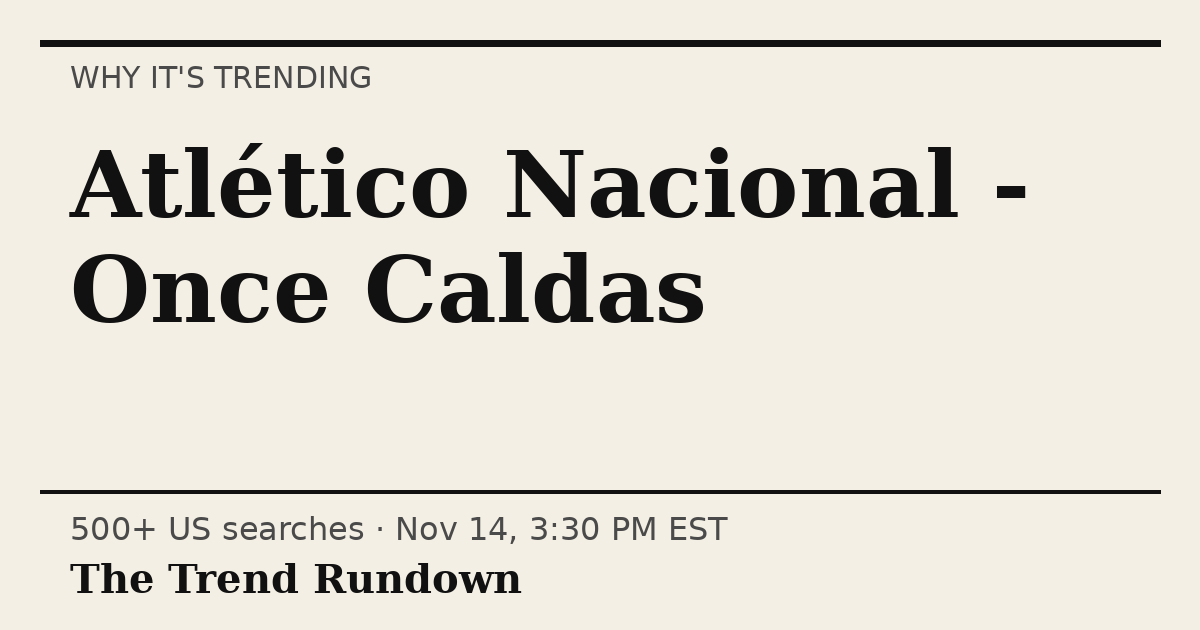 WHY IT'S TRENDING
Atlético Nacional -
Once Caldas
500+ US searches · Nov 14, 3:30 PM EST
The Trend Rundown